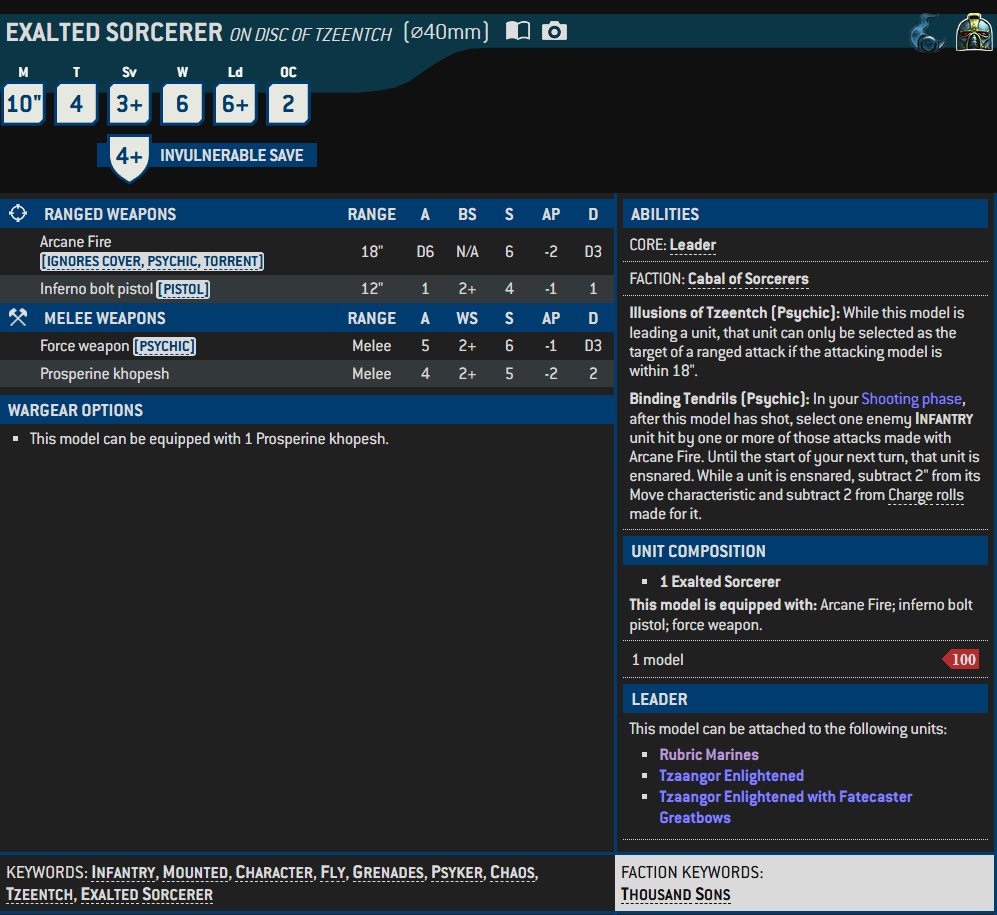 EXALTED SORCERER ON DISC OF TZEENTCH (⌀40mm)
M T Sv W Ld OC
10" 4 3+ 6 6+ 2
4+ INVULNERABLE SAVE
RANGED WEAPONS RANGE A BS S AP D
Arcane Fire
[IGNORES COVER, PSYCHIC, TORRENT] 18" D6 N/A 6 -2 D3
Inferno bolt pistol [PISTOL] 12" 1 2+ 4 -1 1
MELEE WEAPONS RANGE A WS S AP D
Force weapon [PSYCHIC] Melee 5 2+ 6 -1 D3
Prosperine khopesh Melee 4 2+ 5 -2 2
WARGEAR OPTIONS
▪ This model can be equipped with 1 Prosperine khopesh.
ABILITIES
CORE: Leader
FACTION: Cabal of Sorcerers
Illusions of Tzeentch (Psychic): While this model is
leading a unit, that unit can only be selected as the
target of a ranged attack if the attacking model is
within 18".
Binding Tendrils (Psychic): In your Shooting phase,
after this model has shot, select one enemy INFANTRY
unit hit by one or more of those attacks made with
Arcane Fire. Until the start of your next turn, that unit is
ensnared. While a unit is ensnared, subtract 2" from its
Move characteristic and subtract 2 from Charge rolls
made for it.
UNIT COMPOSITION
▪ 1 Exalted Sorcerer
This model is equipped with: Arcane Fire; inferno bolt
pistol; force weapon.
1 model 100
LEADER
This model can be attached to the following units:
▪ Rubric Marines
▪ Tzaangor Enlightened
▪ Tzaangor Enlightened with Fatecaster
Greatbows
KEYWORDS: INFANTRY, MOUNTED, CHARACTER, FLY, GRENADES, PSYKER, CHAOS,
TZEENTCH, EXALTED SORCERER
FACTION KEYWORDS:
THOUSAND SONS